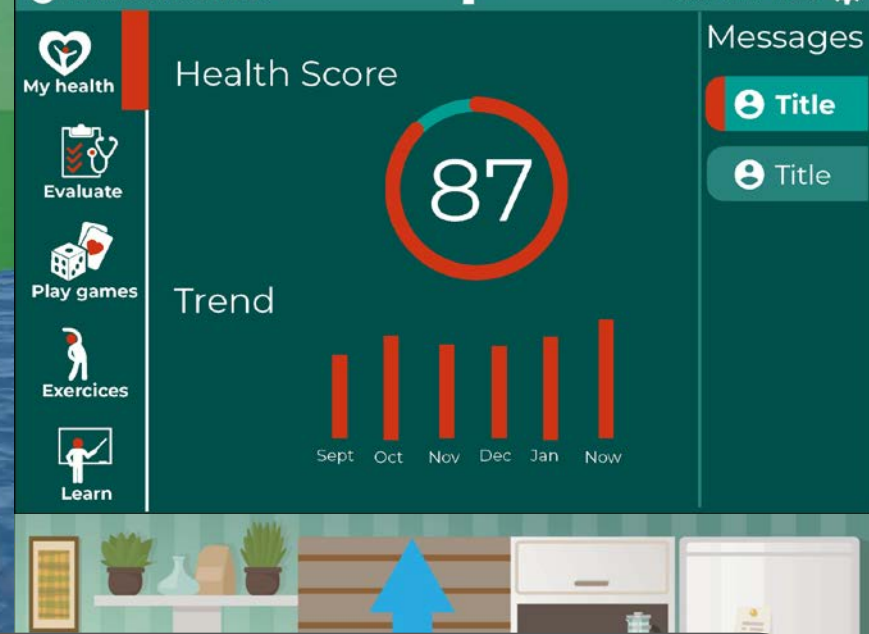 My health
Evaluate
Play games
Exercices
Learn
Health Score
87
Trend
Sept Oct Nov Dec Jan Now
Messages
Title
Title